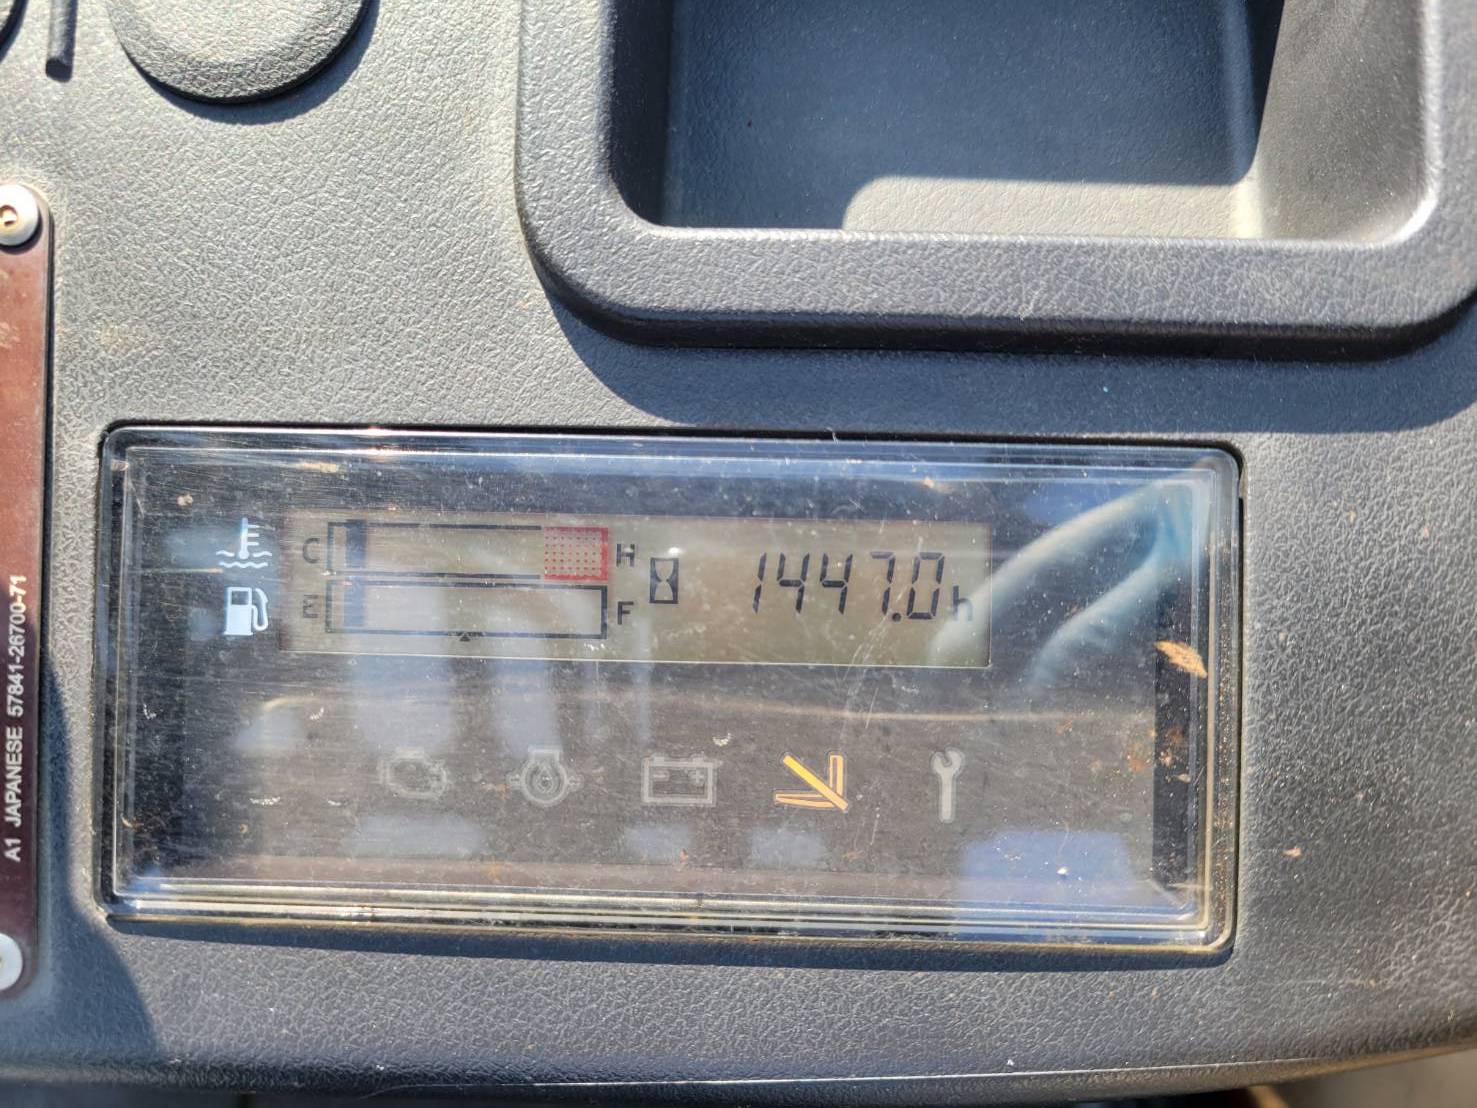 C H
1447.0h
E F
A1 JAPANESE 57841-26700-71